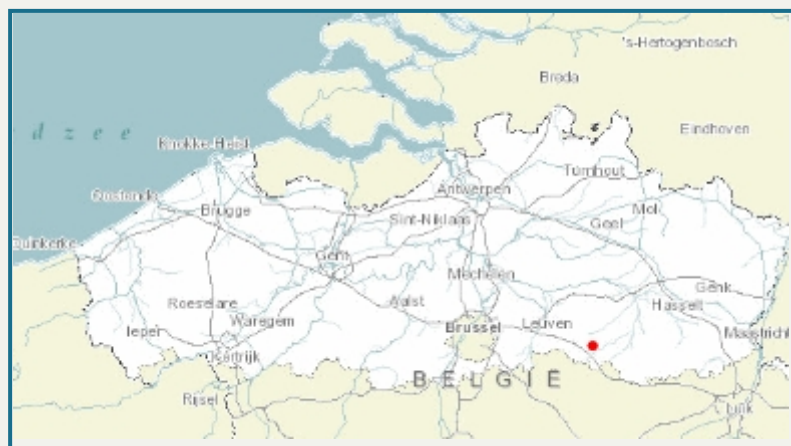 's-Hertogenbosch
Breda
d z e e
Eindhoven
Knokke-Heist
Turnhout
Antwerpen
Oostende
Mol
Brugge
Sint-Niklaas
Geel
Duinkerke
Gent
Mechelen
Genk
Roeselare
Aalst
Hasselt
Waregem
Brussel
Leuven
Ieper
Maastricht
Kortrijk
BELGIË
Rijsel
Luik